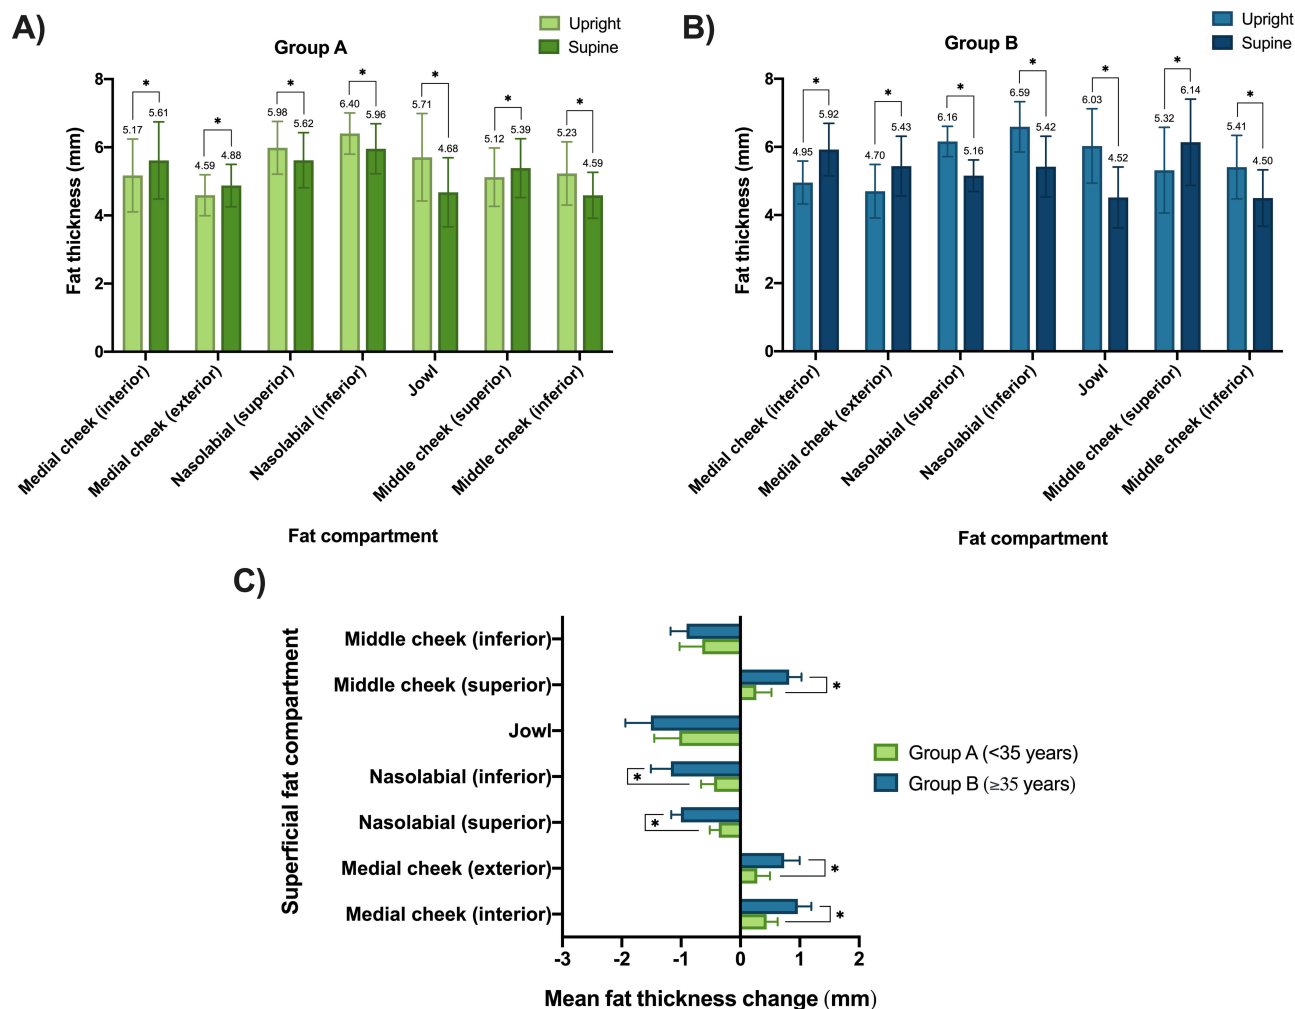 A)
Group A
Upright
Supine
Fat thickness (mm)
8
6
4
2
0
*
*
*
*
*
*
*
5.17
5.61
4.59
4.88
5.98
5.62
6.40
5.96
5.71
4.68
5.12
5.39
5.23
4.59
Medial cheek (interior)
Medial cheek (exterior)
Nasolabial (superior)
Nasolabial (inferior)
Jowl
Middle cheek (superior)
Middle cheek (inferior)
Fat compartment
B)
Group B
Upright
Supine
Fat thickness (mm)
8
6
4
2
0
*
*
*
*
*
*
*
4.95
5.92
4.70
5.43
6.16
5.16
6.59
5.42
6.03
4.52
5.32
6.14
5.41
4.50
Medial cheek (interior)
Medial cheek (exterior)
Nasolabial (superior)
Nasolabial (inferior)
Jowl
Middle cheek (superior)
Middle cheek (inferior)
Fat compartment
C)
Superficial fat compartment
Middle cheek (inferior)
Middle cheek (superior)
*
Jowl
Nasolabial (inferior)
*
Nasolabial (superior)
*
Medial cheek (exterior)
*
Medial cheek (interior)
*
Group A (<35 years)
Group B (≥35 years)
-3 -2 -1 0 1 2
Mean fat thickness change (mm)